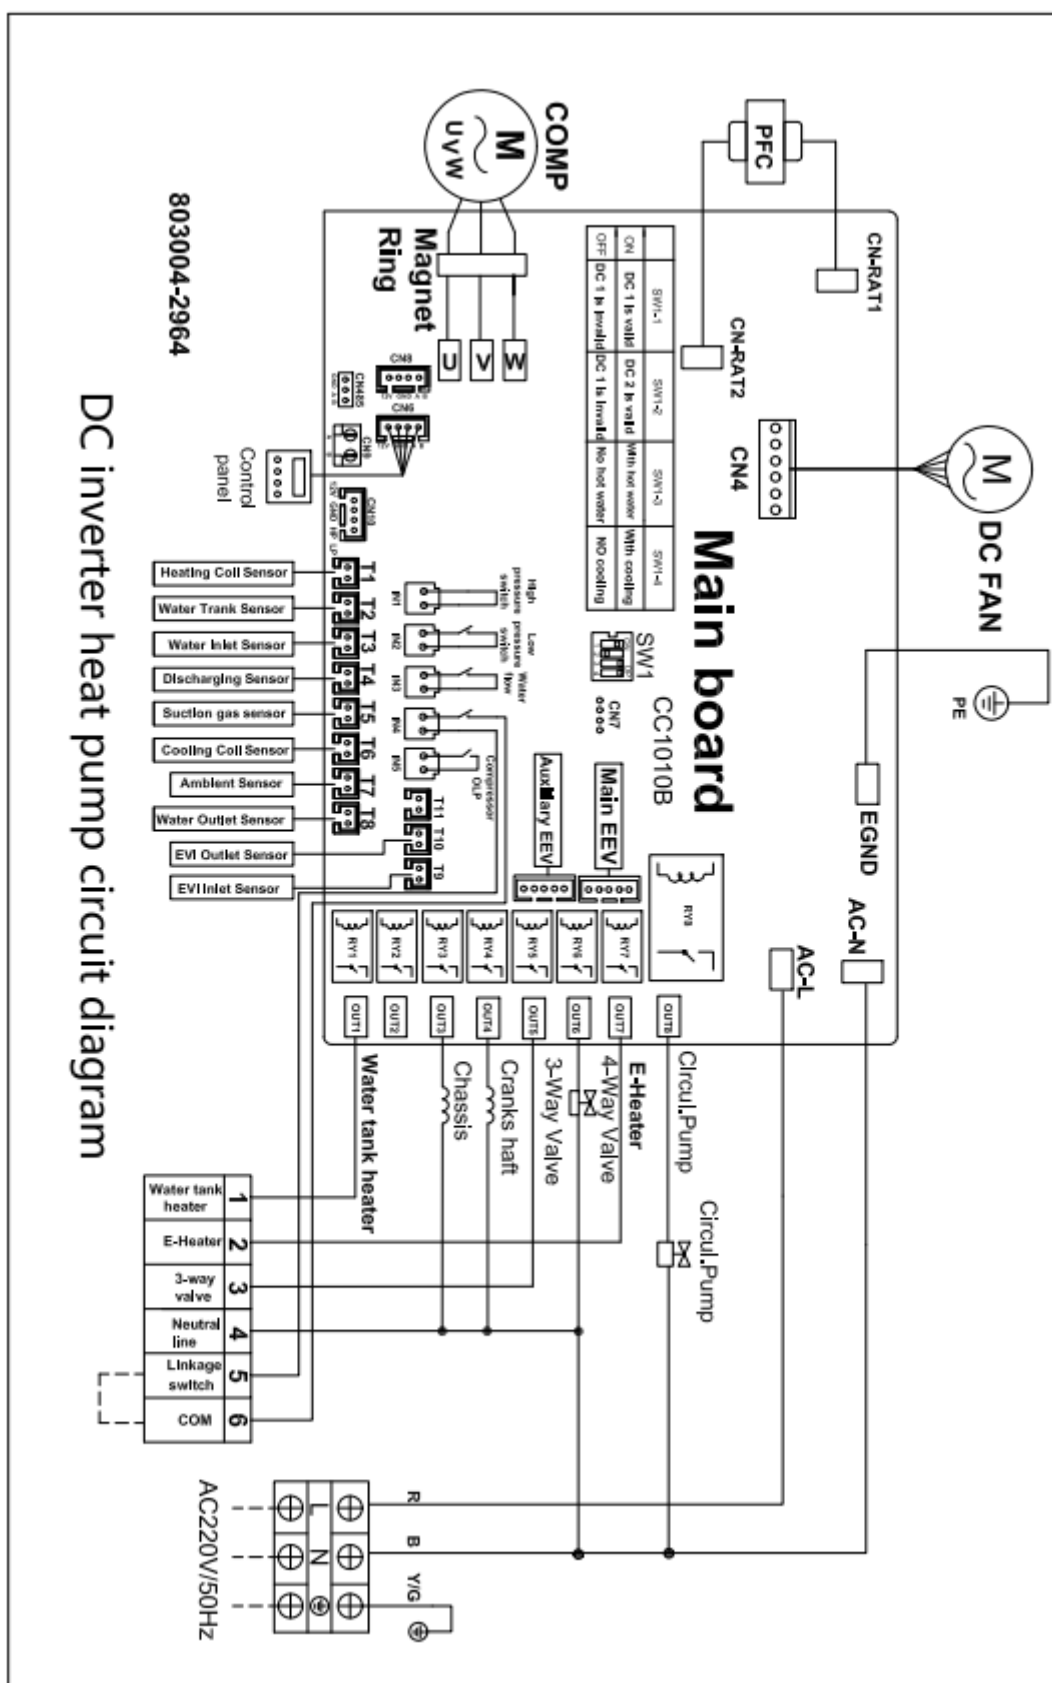 DC inverter heat pump circuit diagram
803004-2964
COMP
M
U V W
Magnet
Ring
U
V
W
PFC
CN-RAT1
CN-RAT2
CN4
M
DC FAN
PE
EGND
AC-N
AC-L
Main board
CC1010B
SW1-1
SW1-2
SW1-3
SW1-4
ON
DC 1 is valid
DC 2 is valid
With hot water
With cooling
OFF
DC 1 is invalid
DC 1 is invalid
No hot water
NO cooling
SW1
CN7
CN8
12V GND A B
CN485
GND A B
CN6
CN9
CN10
12V GND HP LP
Control
panel
T1
T2
T3
T4
T5
T6
T7
T8
T11
T10
T9
Heating Coil Sensor
Water Trank Sensor
Water Inlet Sensor
Discharging Sensor
Suction gas sensor
Cooling Coil Sensor
Ambient Sensor
Water Outlet Sensor
EVI Outlet Sensor
EVI Inlet Sensor
IN1
IN2
IN3
IN4
IN5
High
pressure
switch
Low
pressure
switch
Water
flow
Compressor
OLP
Auxiliary EEV
Main EEV
RY1
RY2
RY3
RY4
RY5
RY6
RY7
RY8
OUT1
OUT2
OUT3
OUT4
OUT5
OUT6
OUT7
OUT8
Water tank heater
Chassis
Cranks haft
3-Way Valve
4-Way Valve
E-Heater
Circul.Pump
Circul.Pump
Water tank
heater
1
E-Heater
2
3-way
valve
3
Neutral
line
4
Linkage
switch
5
COM
6
R
B
Y/G
L
N
AC220V/50Hz